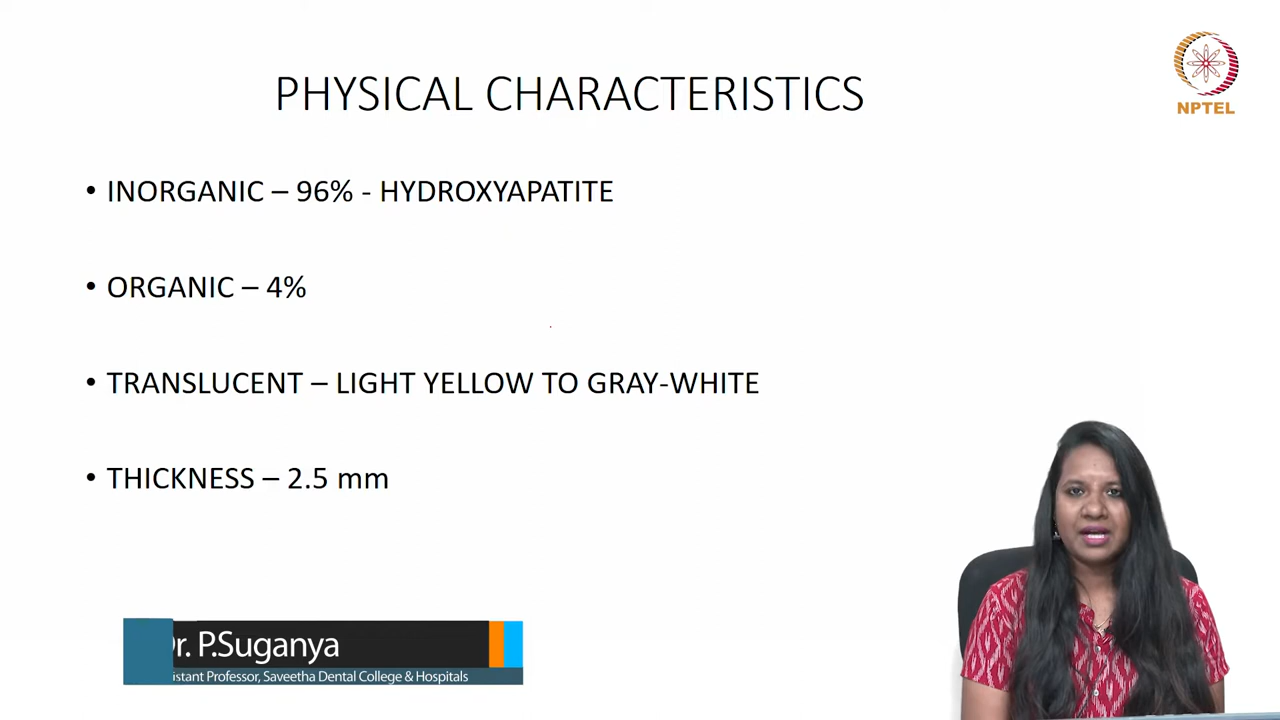 PHYSICAL CHARACTERISTICS
NPTEL
• INORGANIC – 96% - HYDROXYAPATITE
• ORGANIC – 4%
• TRANSLUCENT – LIGHT YELLOW TO GRAY-WHITE
• THICKNESS – 2.5 mm
r. P.Suganya
istant Professor, Saveetha Dental College & Hospitals